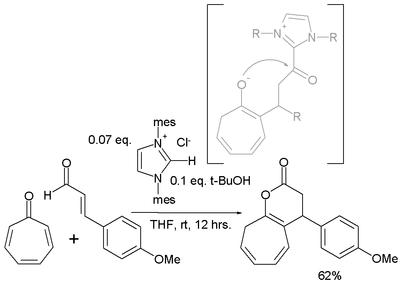 R
N
+
N
R
O
O
-
R
mes
0.07 eq.
N
+
Cl-
H
N
mes
0.1 eq. t-BuOH
THF, rt, 12 hrs.
O
H
O
+
OMe
O
O
OMe
62%